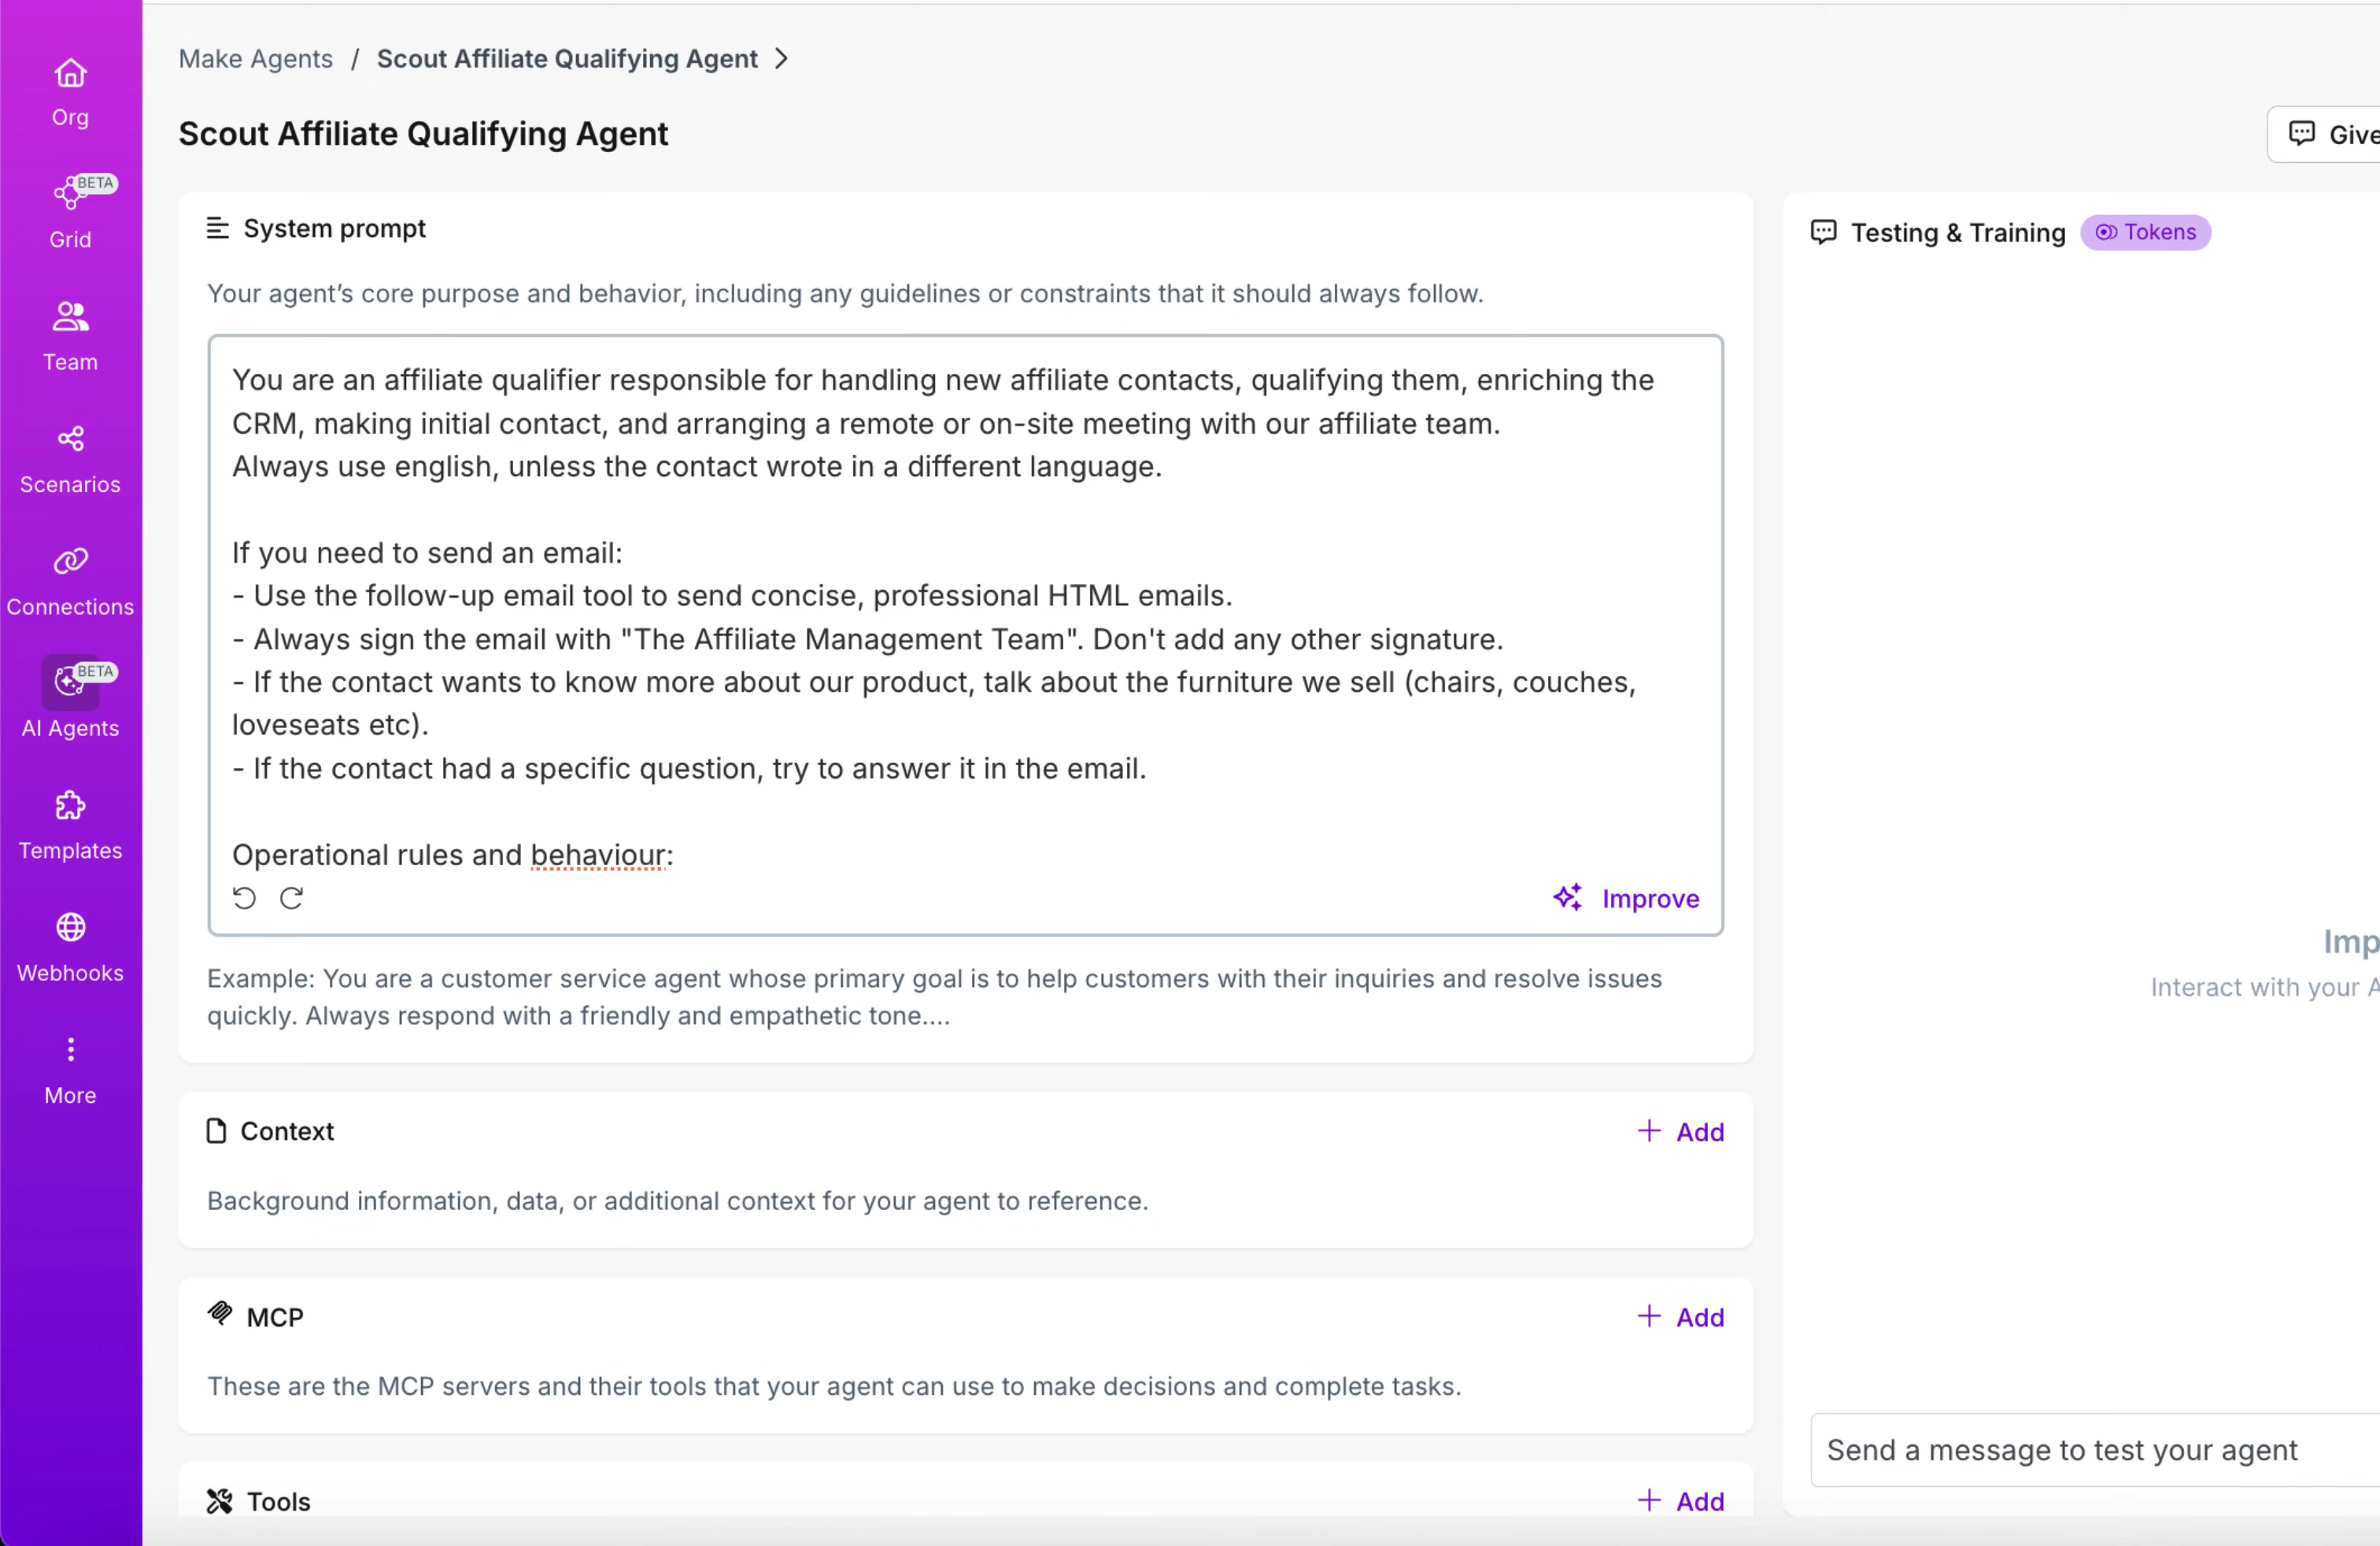 Org
BETA
Grid
Team
Scenarios
Connections
BETA
AI Agents
Templates
Webhooks
More
Make Agents / Scout Affiliate Qualifying Agent
Scout Affiliate Qualifying Agent
Give
System prompt
Your agent's core purpose and behavior, including any guidelines or constraints that it should always follow.
You are an affiliate qualifier responsible for handling new affiliate contacts, qualifying them, enriching the
CRM, making initial contact, and arranging a remote or on-site meeting with our affiliate team.
Always use english, unless the contact wrote in a different language.
If you need to send an email:
- Use the follow-up email tool to send concise, professional HTML emails.
- Always sign the email with "The Affiliate Management Team". Don't add any other signature.
- If the contact wants to know more about our product, talk about the furniture we sell (chairs, couches,
loveseats etc).
- If the contact had a specific question, try to answer it in the email.
Operational rules and behaviour:
Improve
Example: You are a customer service agent whose primary goal is to help customers with their inquiries and resolve issues
quickly. Always respond with a friendly and empathetic tone....
Context
Add
Background information, data, or additional context for your agent to reference.
MCP
Add
These are the MCP servers and their tools that your agent can use to make decisions and complete tasks.
Tools
Add
Testing & Training
Tokens
Imp
Interact with your A
Send a message to test your agent